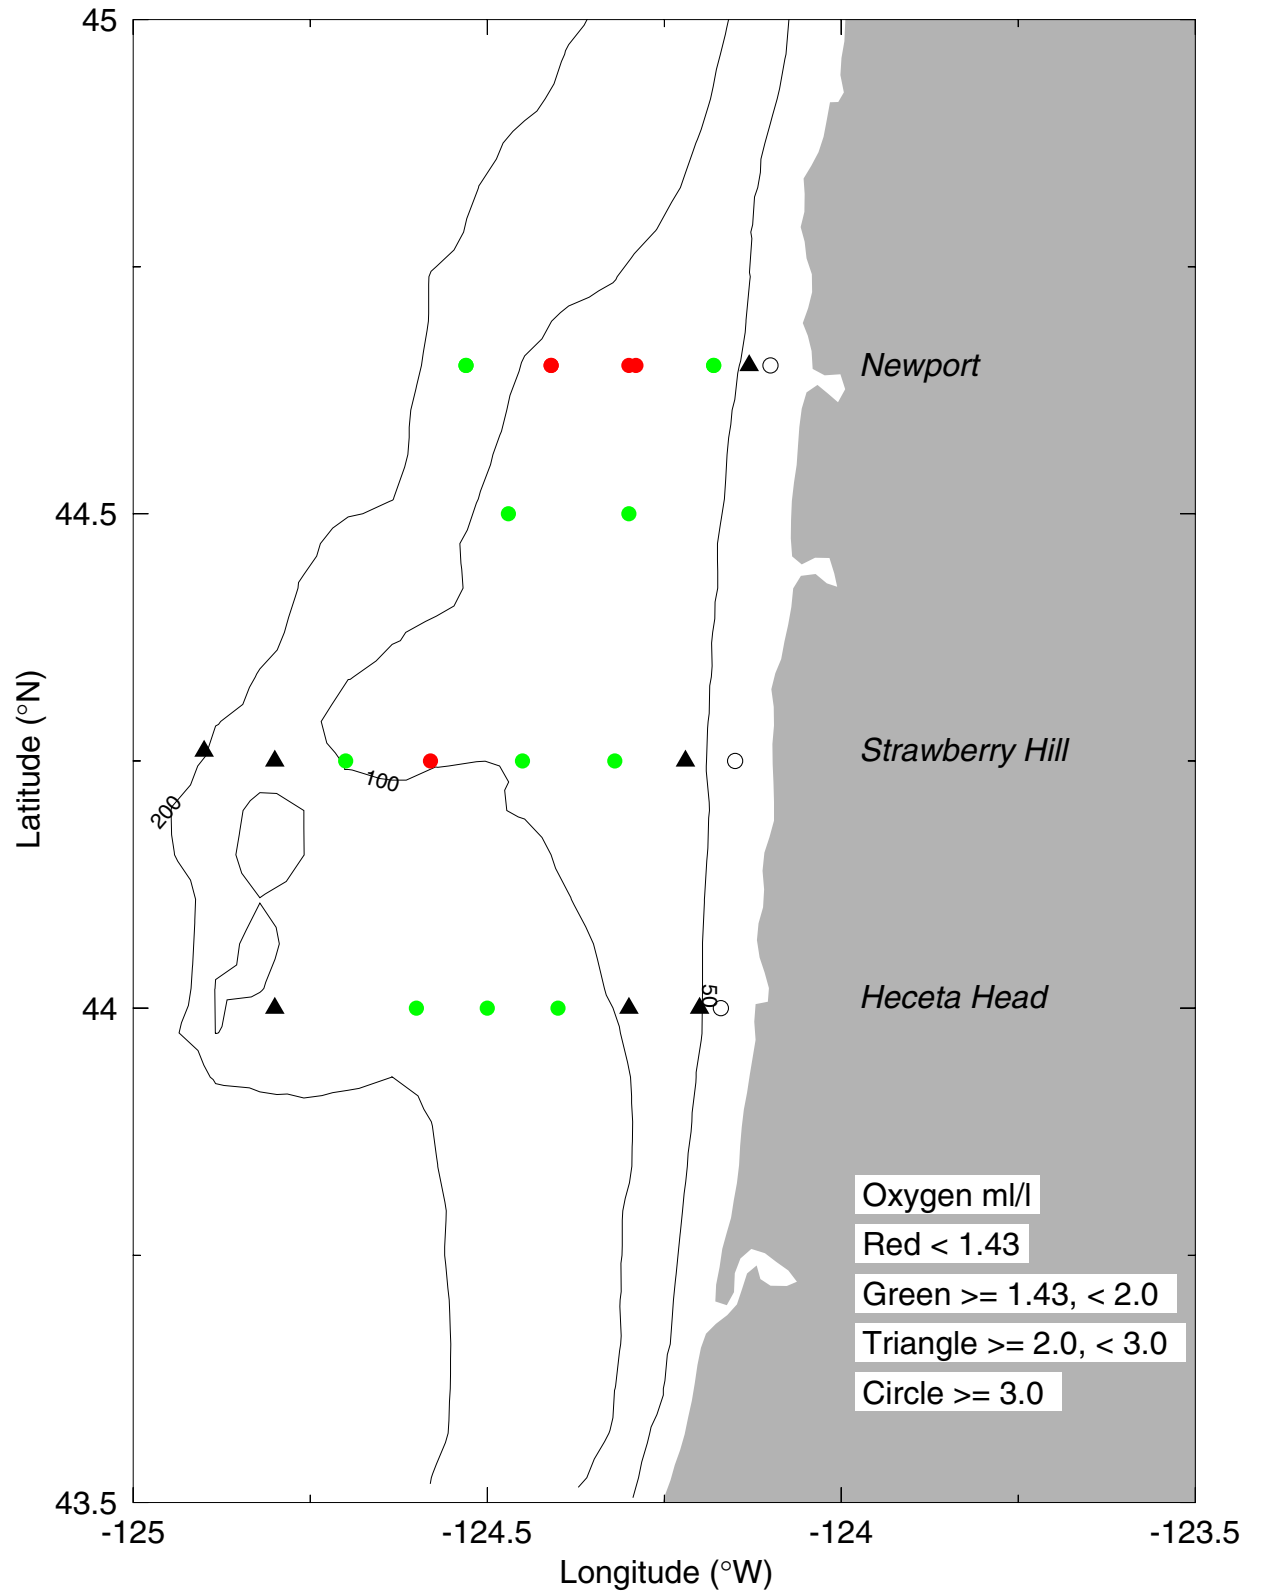 45
Newport
44.5
Strawberry Hill
100
200
50
44
Heceta Head
Latitude (°N)
Oxygen ml/l
Red < 1.43
Green >= 1.43, < 2.0
Triangle >= 2.0, < 3.0
Circle >= 3.0
43.5
-125 -124.5 -124 -123.5
Longitude (°W)